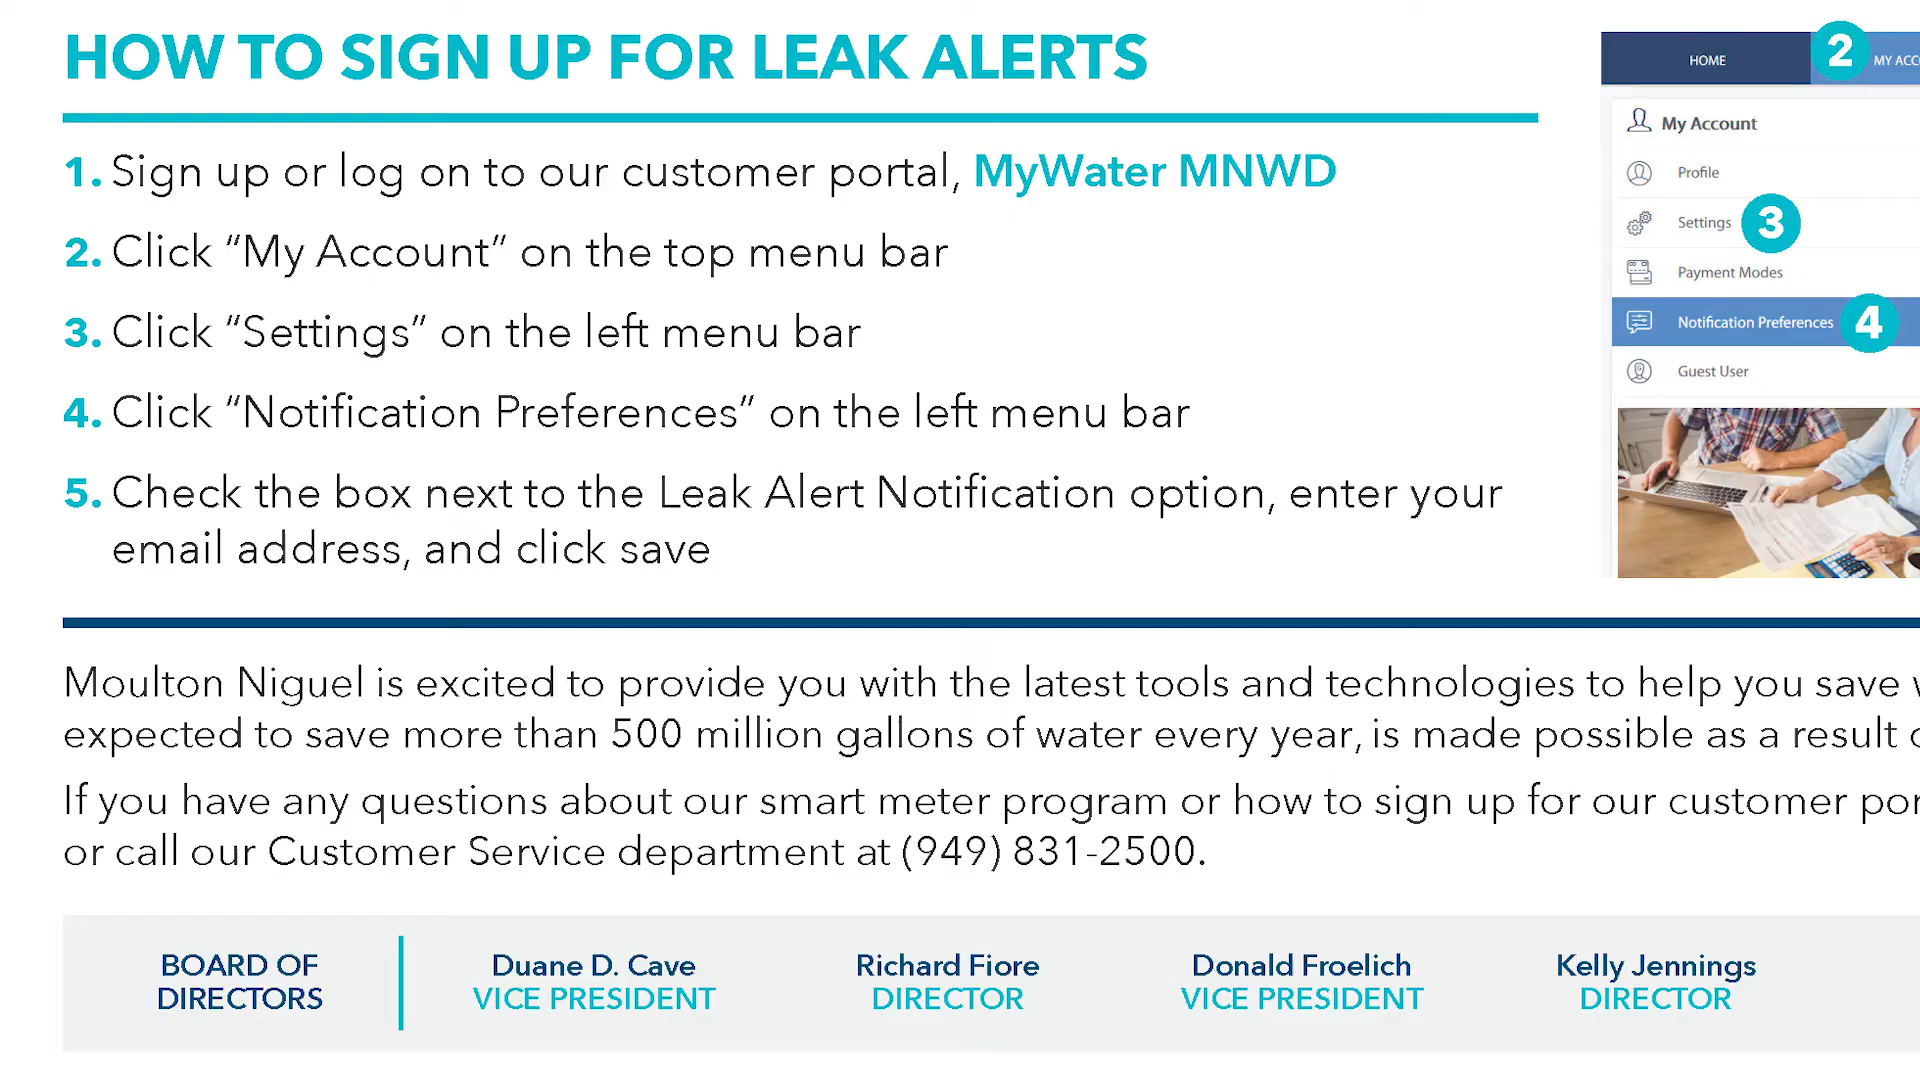 HOW TO SIGN UP FOR LEAK ALERTS
1. Sign up or log on to our customer portal, MyWater MNWD
2. Click “My Account” on the top menu bar
3. Click “Settings” on the left menu bar
4. Click “Notification Preferences” on the left menu bar
5. Check the box next to the Leak Alert Notification option, enter your
email address, and click save
HOME
2
MY ACCO
My Account
Profile
Settings 3
Payment Modes
Notification Preferences 4
Guest User
Moulton Niguel is excited to provide you with the latest tools and technologies to help you save
expected to save more than 500 million gallons of water every year, is made possible as a result
If you have any questions about our smart meter program or how to sign up for our customer por
or call our Customer Service department at (949) 831-2500.
BOARD OF
DIRECTORS
Duane D. Cave
VICE PRESIDENT
Richard Fiore
DIRECTOR
Donald Froelich
VICE PRESIDENT
Kelly Jennings
DIRECTOR